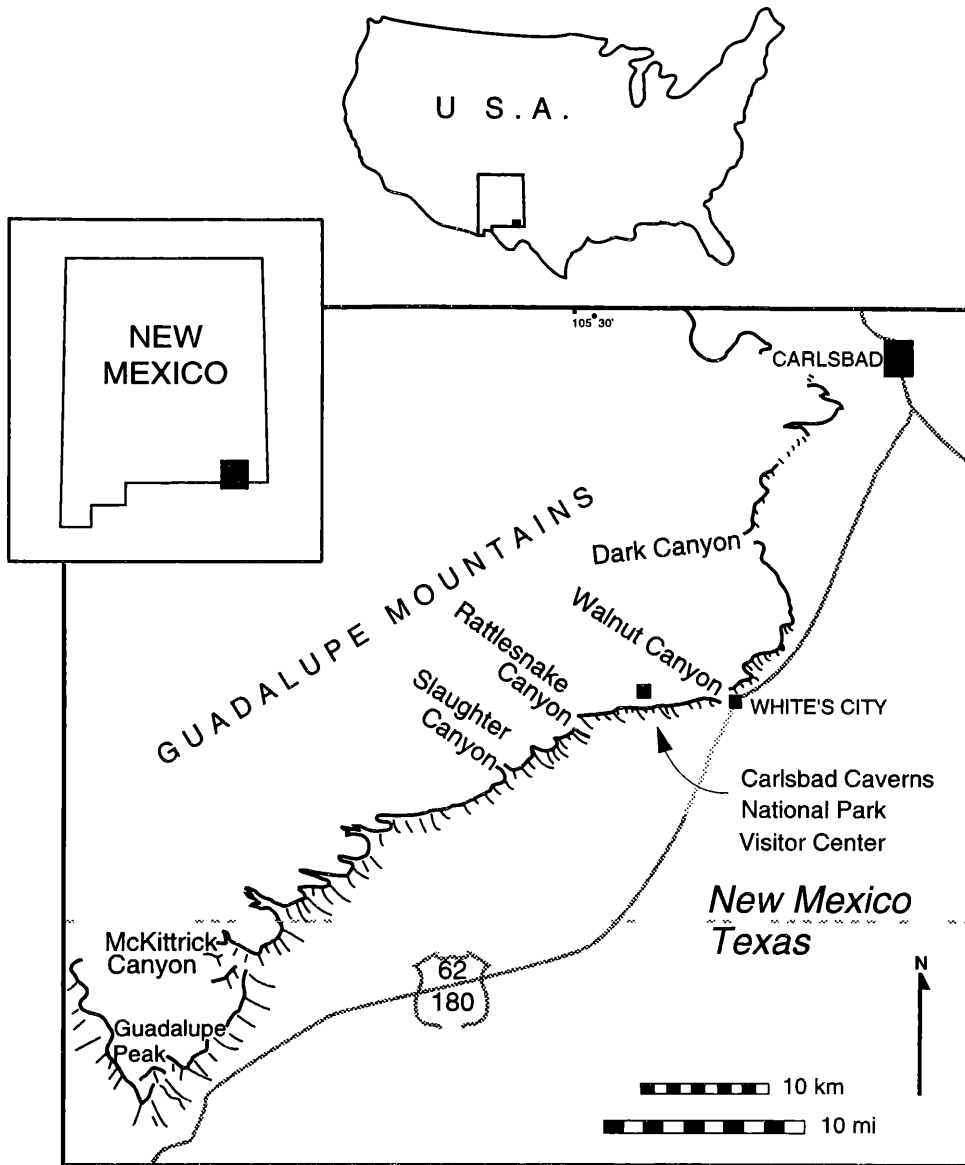 U S.A.
NEW
MEXICO
105°30'
CARLSBAD
GUADALUPE MOUNTAINS
Dark Canyon
Walnut Canyon
Rattlesnake
Canyon
Slaughter
Canyon
WHITE'S CITY
Carlsbad Caverns
National Park
Visitor Center
New Mexico
Texas
McKittrick
Canyon
62
180
Guadalupe
Peak
N
10 km
10 mi